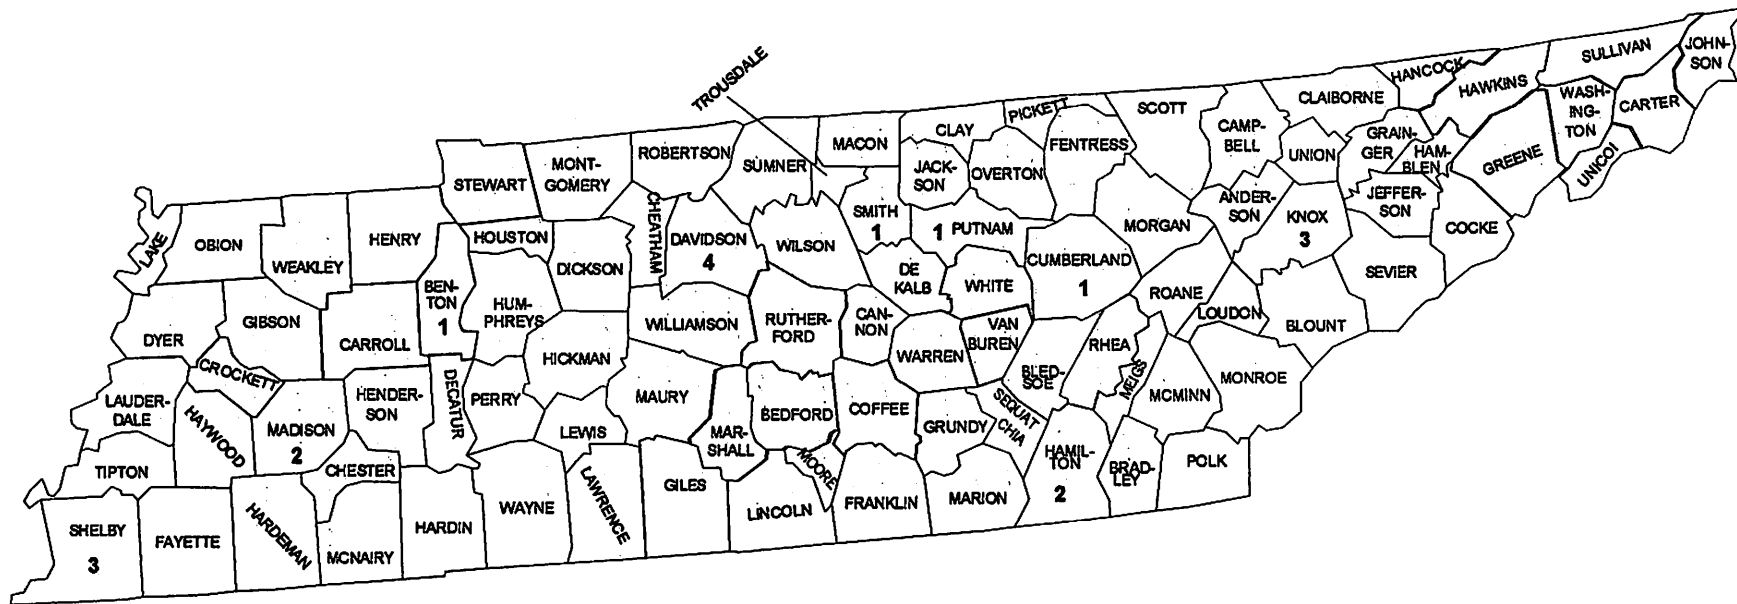 TROUSDALE
JOHN-
SON
SULLIVAN
HANCOCK
HAWKINS
CLAIBORNE
WASH-
ING-
TON
CARTER
UNICOI
GREENE
GRAIN-
GER
HAM-
BLEN
JEFFER-
SON
COCKE
UNION
CAMP-
BELL
SCOTT
PICKETT
FENTRESS
CLAY
OVERTON
JACK-
SON
MACON
SUMNER
ROBERTSON
MONT-
GOMERY
STEWART
HENRY
WEAKLEY
OBION
LAKE
HOUSTON
DICKSON
CHEATHAM
DAVIDSON
4
WILSON
SMITH
1
1 PUTNAM
CUMBERLAND
1
MORGAN
ANDER-
SON
KNOX
3
SEVIER
BLOUNT
LOUDON
ROANE
WHITE
DE
KALB
CAN-
NON
RUTHER-
FORD
WILLIAMSON
HUM-
PHREYS
BEN-
TON
1
CARROLL
GIBSON
DYER
CROCKETT
LAUDER-
DALE
HAYWOOD
MADISON
2
HENDER-
SON
DECATUR
PERRY
HICKMAN
LEWIS
MAURY
MAR-
SHALL
BEDFORD
COFFEE
WARREN
VAN
BUREN
BLED-
SOE
RHEA
MEIGS
MCMINN
MONROE
POLK
BRAD-
LEY
HAMIL-
TON
2
SEQUAT
CHIA
GRUNDY
MARION
FRANKLIN
MOORE
LINCOLN
GILES
LAWRENCE
WAYNE
HARDIN
CHESTER
MCNAIRY
HARDEMAN
FAYETTE
TIPTON
SHELBY
3